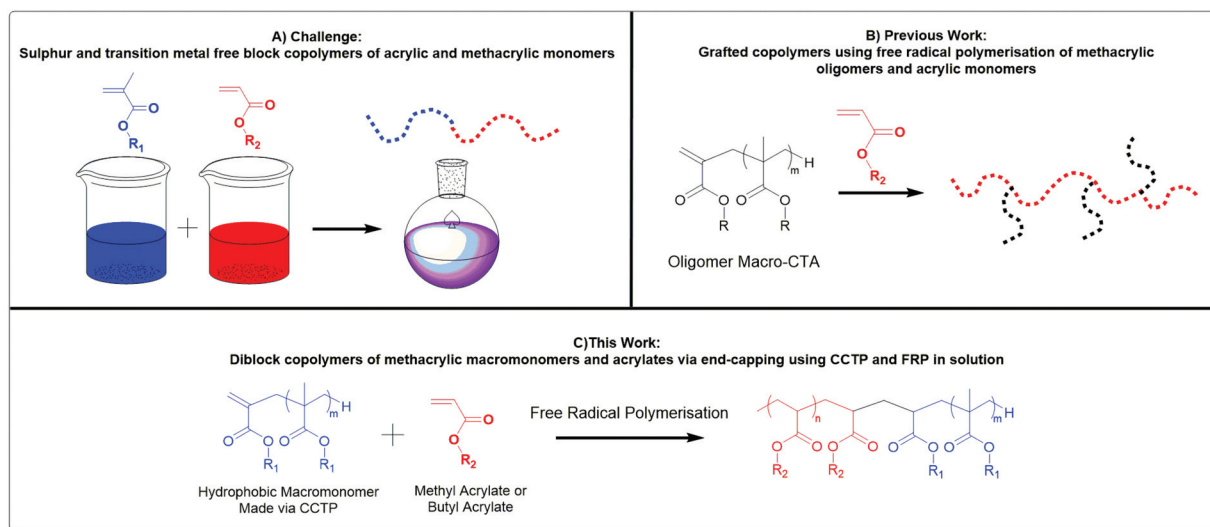 A) Challenge:
Sulphur and transition metal free block copolymers of acrylic and methacrylic monomers
O
O
R1
O
O
R2
B) Previous Work:
Grafted copolymers using free radical polymerisation of methacrylic
oligomers and acrylic monomers
O
O
R2
m
H
O
O
O
O
R
R
Oligomer Macro-CTA
C)This Work:
Diblock copolymers of methacrylic macromonomers and acrylates via end-capping using CCTP and FRP in solution
m
H
O
O
O
O
R1
R1
Hydrophobic Macromonomer
Made via CCTP
O
O
R2
Methyl Acrylate or
Butyl Acrylate
Free Radical Polymerisation
n
m
H
O
O
O
O
O
O
O
O
R2
R2
R1
R1